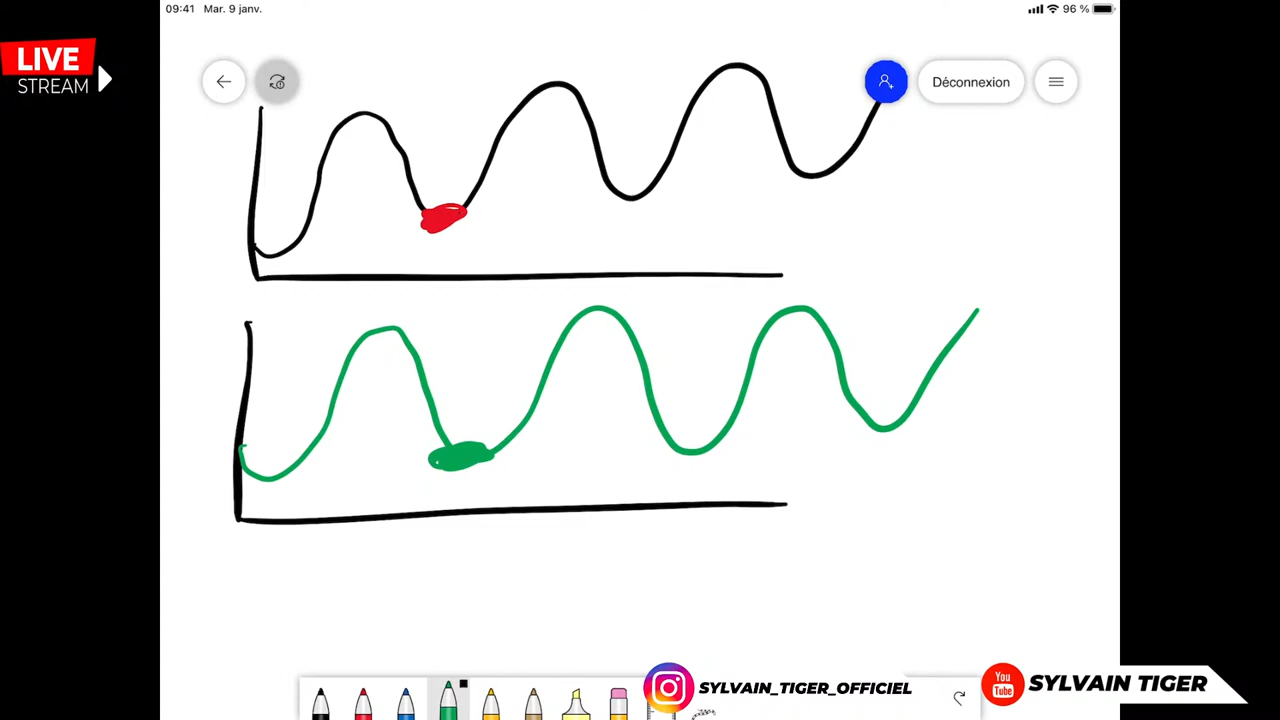 09:41 Mar. 9 janv.
96 %
LIVE
STREAM
Déconnexion
SYLVAIN_TIGER_OFFICIEL
You
Tube
SYLVAIN TIGER